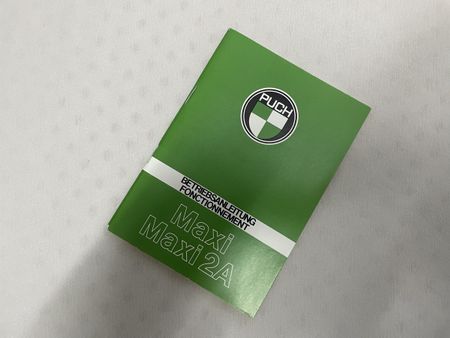 PUCH
BETRIEBSANLEITUNG
FONCTIONNEMENT
Maxi
Maxi 2A